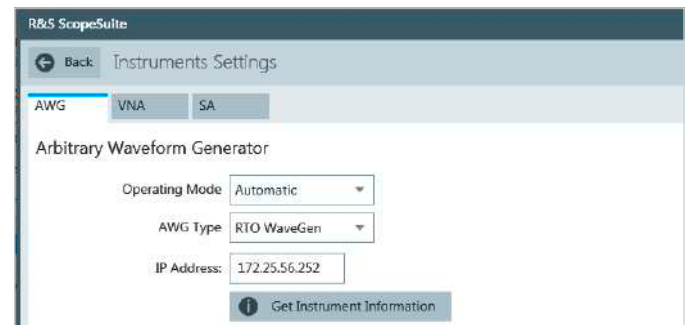 R&S ScopeSuite
Back Instruments Settings
AWG VNA SA
Arbitrary Waveform Generator
Operating Mode Automatic
AWG Type RTO WaveGen
IP Address: 172.25.56.252
Get Instrument Information